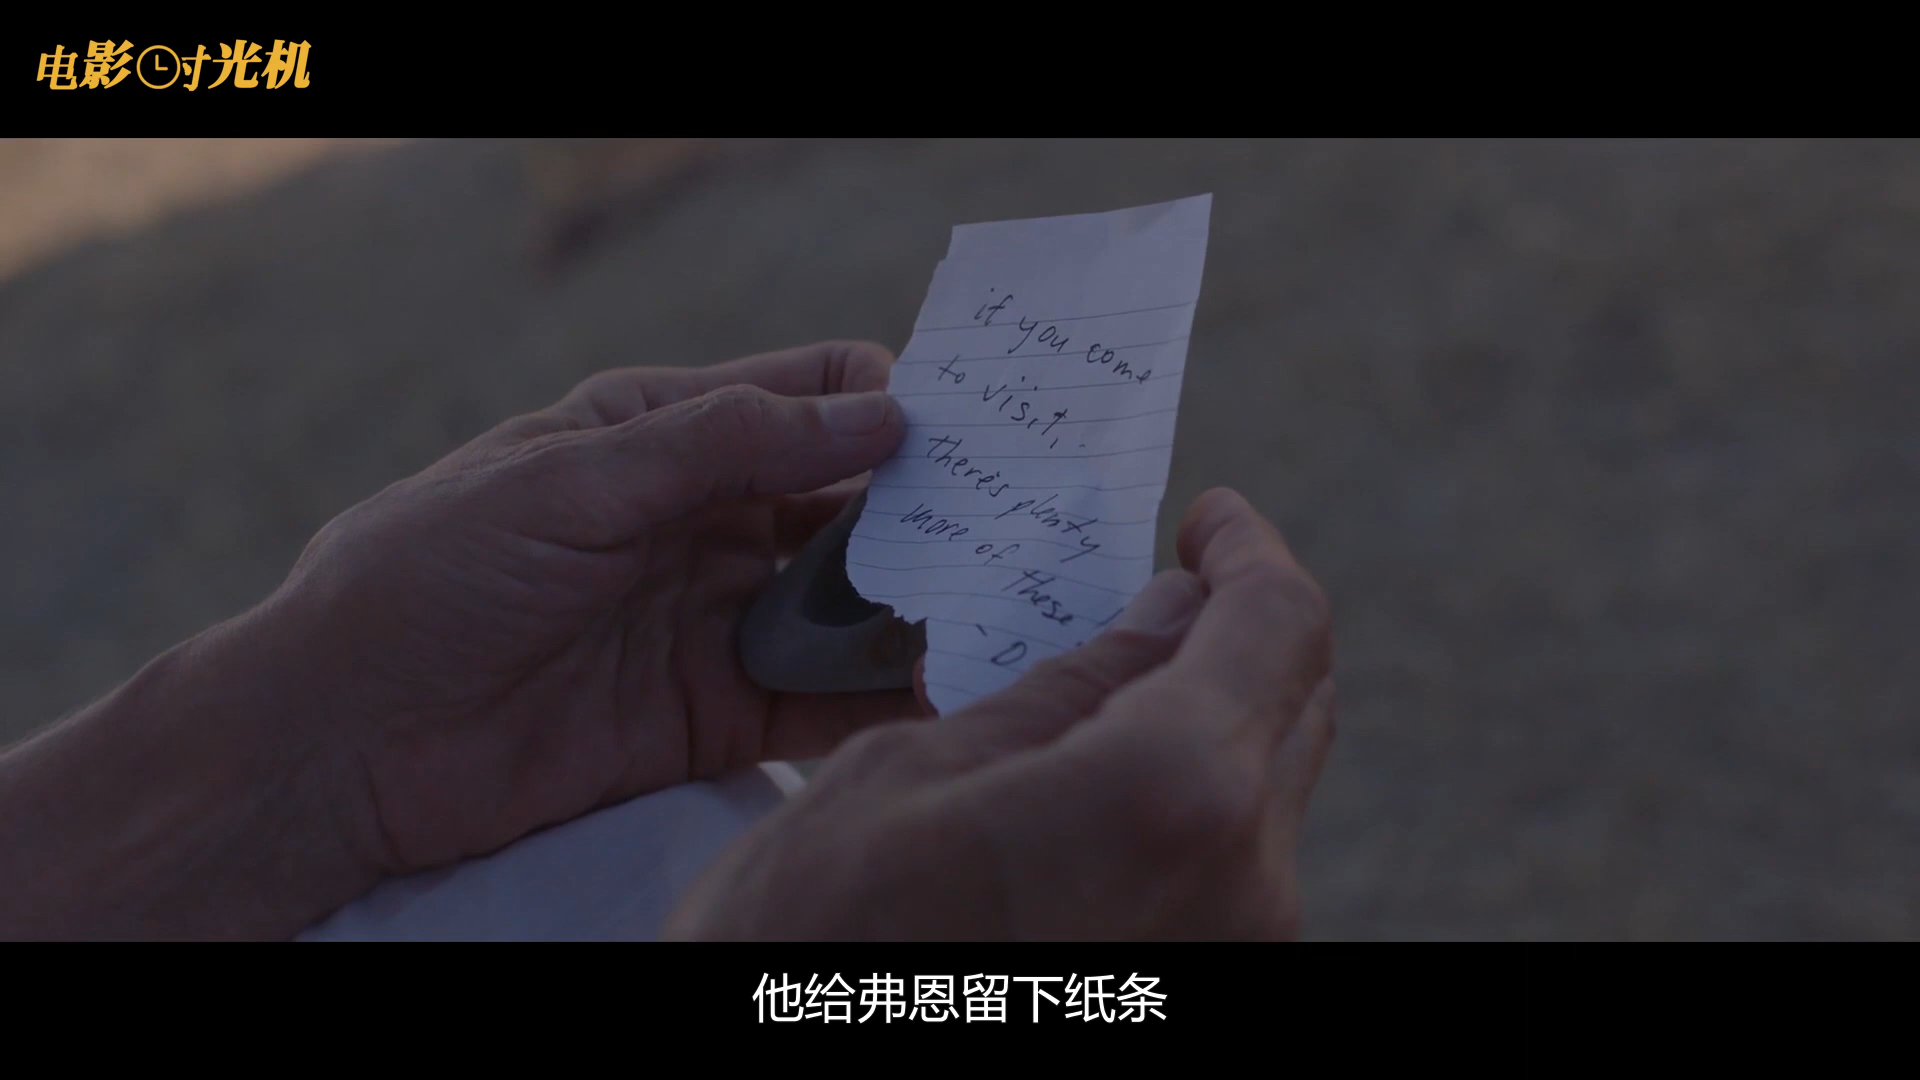 电影时光机
if you come
to visit,
there's plenty
more of these!
- D
他给弗恩留下纸条